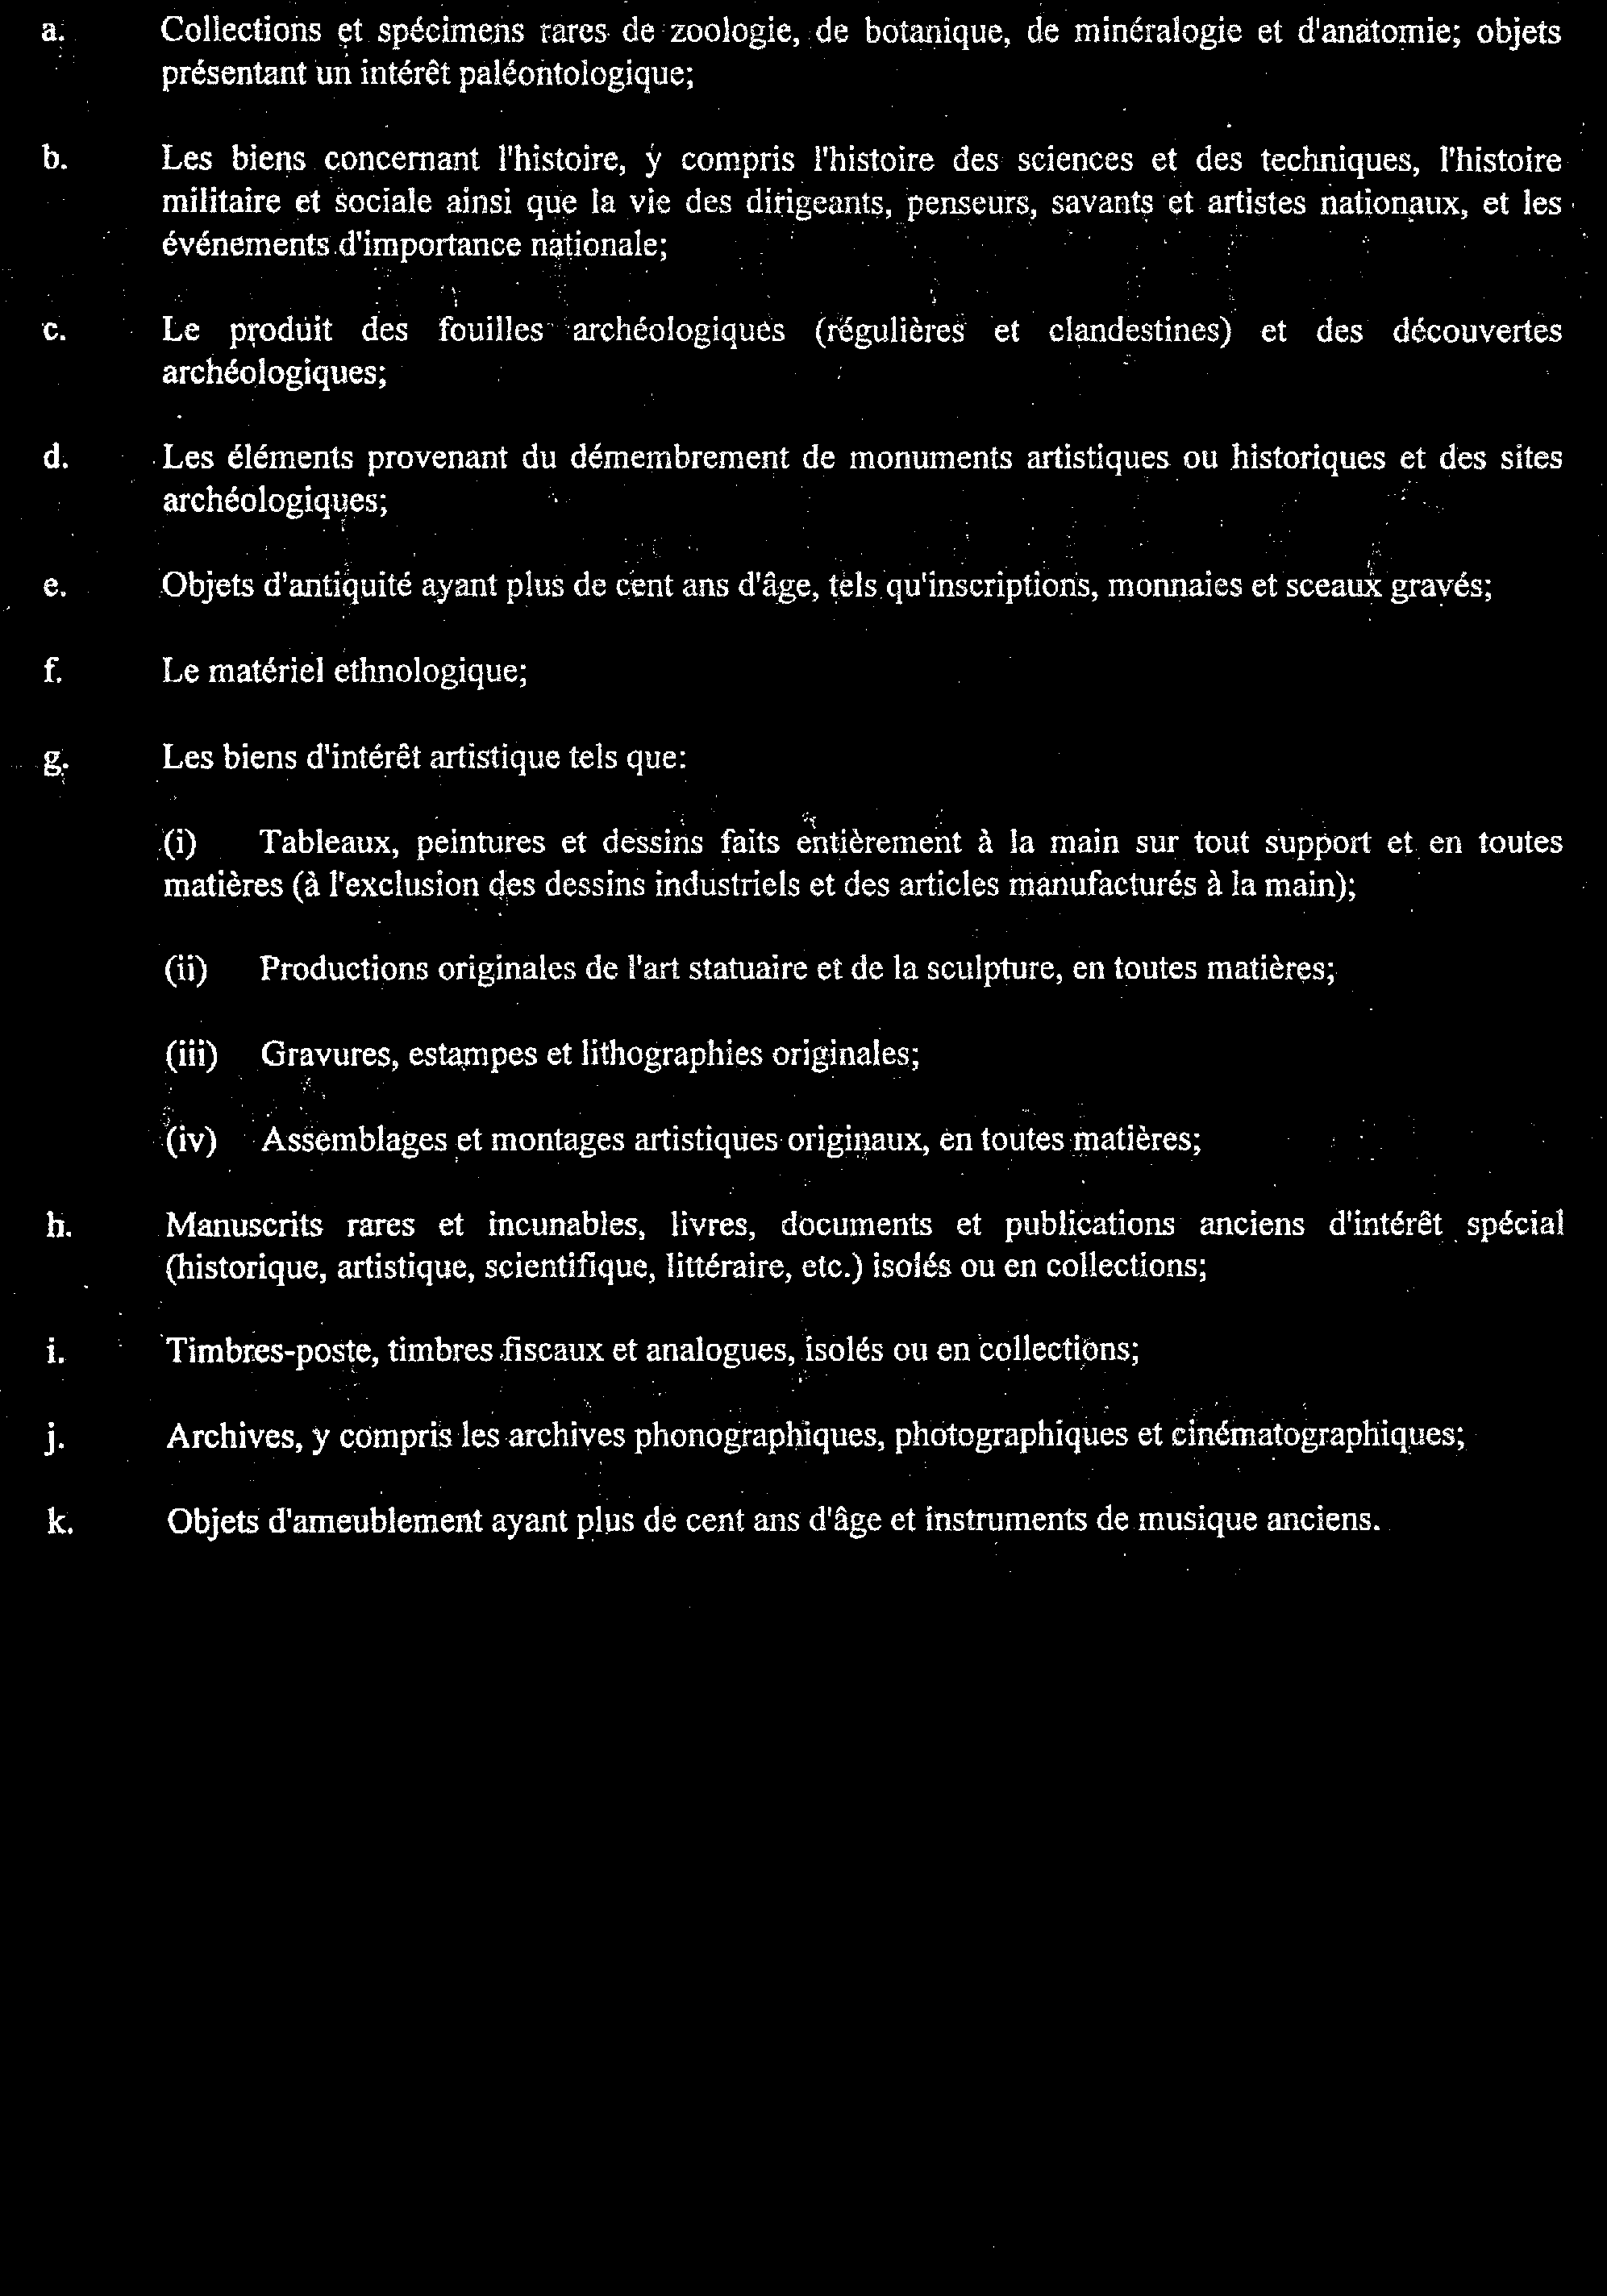 a. Collections et spécimens rares de zoologie, de botanique, de minéralogie et d'anatomie; objets
présentant un intérêt paléontologique;
b. Les biens concernant l'histoire, y compris l'histoire des sciences et des techniques, l'histoire
militaire et sociale ainsi que la vie des dirigeants, penseurs, savants et artistes nationaux, et les
événements d'importance nationale;
c. Le produit des fouilles archéologiques (régulières et clandestines) et des découvertes
archéologiques;
d. Les éléments provenant du démembrement de monuments artistiques ou historiques et des sites
archéologiques;
e. Objets d'antiquité ayant plus de cent ans d'âge, tels qu'inscriptions, monnaies et sceaux gravés;
f. Le matériel ethnologique;
g. Les biens d'intérêt artistique tels que:
(i) Tableaux, peintures et dessins faits entièrement à la main sur tout support et en toutes
matières (à l'exclusion des dessins industriels et des articles manufacturés à la main);
(ii) Productions originales de l'art statuaire et de la sculpture, en toutes matières;
(iii) Gravures, estampes et lithographies originales;
(iv) Assemblages et montages artistiques originaux, en toutes matières;
h. Manuscrits rares et incunables, livres, documents et publications anciens d'intérêt spécial
(historique, artistique, scientifique, littéraire, etc.) isolés ou en collections;
i. Timbres-poste, timbres fiscaux et analogues, isolés ou en collections;
j. Archives, y compris les archives phonographiques, photographiques et cinématographiques;
k. Objets d'ameublement ayant plus de cent ans d'âge et instruments de musique anciens.